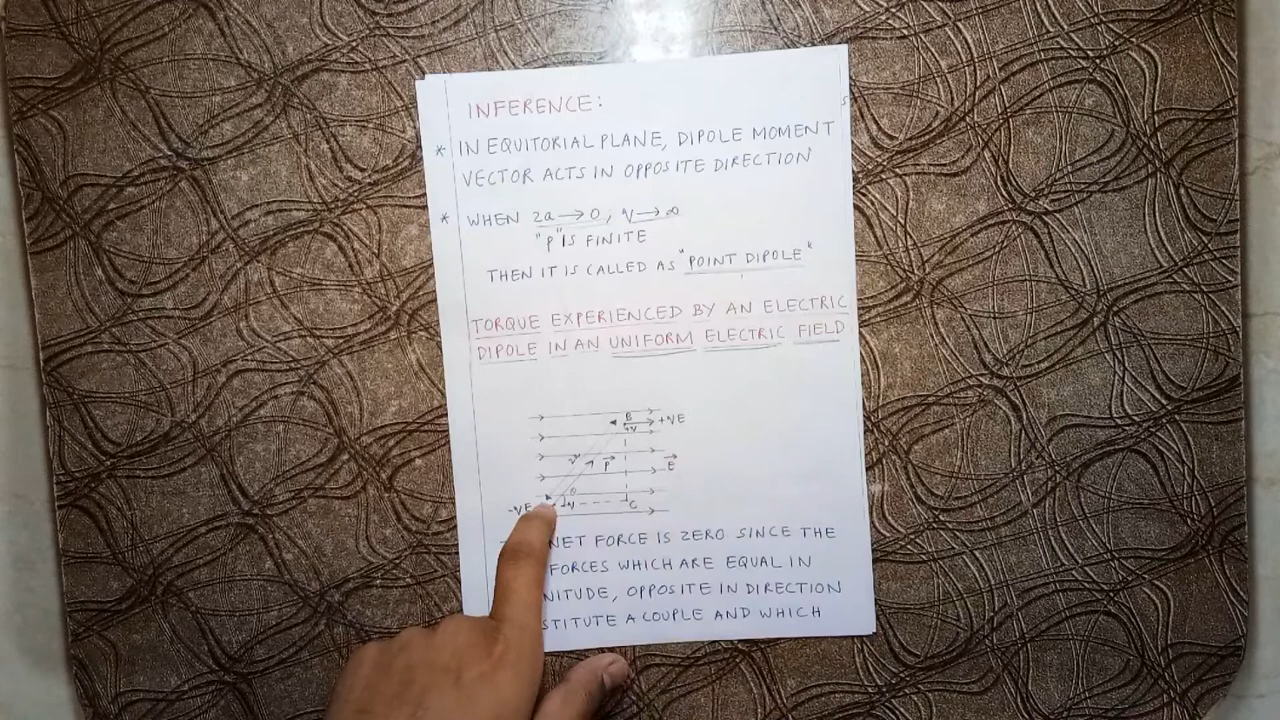 INFERENCE:
* IN EQUITORIAL PLANE, DIPOLE MOMENT
VECTOR ACTS IN OPPOSITE DIRECTION
* WHEN 2a→0, q→∞
"P" IS FINITE
THEN IT IS CALLED AS "POINT DIPOLE"
TORQUE EXPERIENCED BY AN ELECTRIC
DIPOLE IN AN UNIFORM ELECTRIC FIELD
B
+q
+VE
P
E
θ
-VE
C
NET FORCE IS ZERO SINCE THE
FORCES WHICH ARE EQUAL IN
NITUDE, OPPOSITE IN DIRECTION
STITUTE A COUPLE AND WHICH